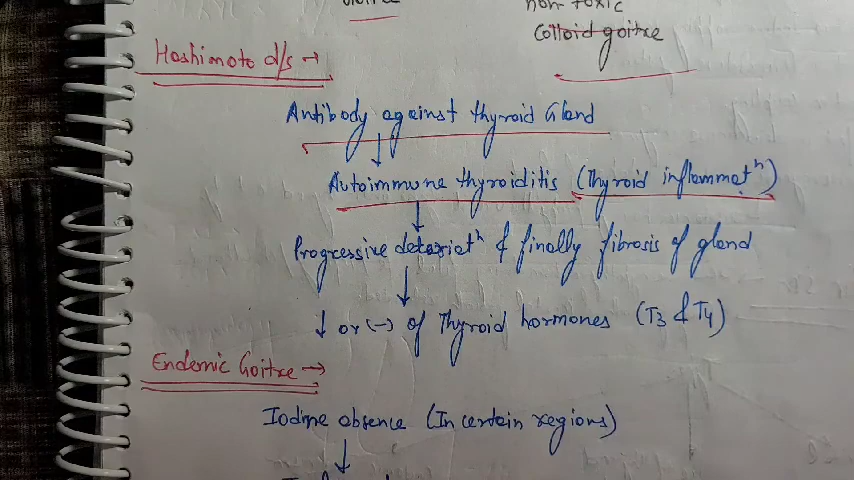 non toxic
Colloid goitre
Hashimoto d/s →
Antibody against thyroid Gland
↓
Autoimmune thyroiditis (Thyroid inflammatⁿ)
↓
Progressive deteriatⁿ & finally fibrosis of gland
↓
↓ or (-) of Thyroid hormones (T3 & T4)
Endemic Goitre →
Iodine absence (In certain regions)
↓